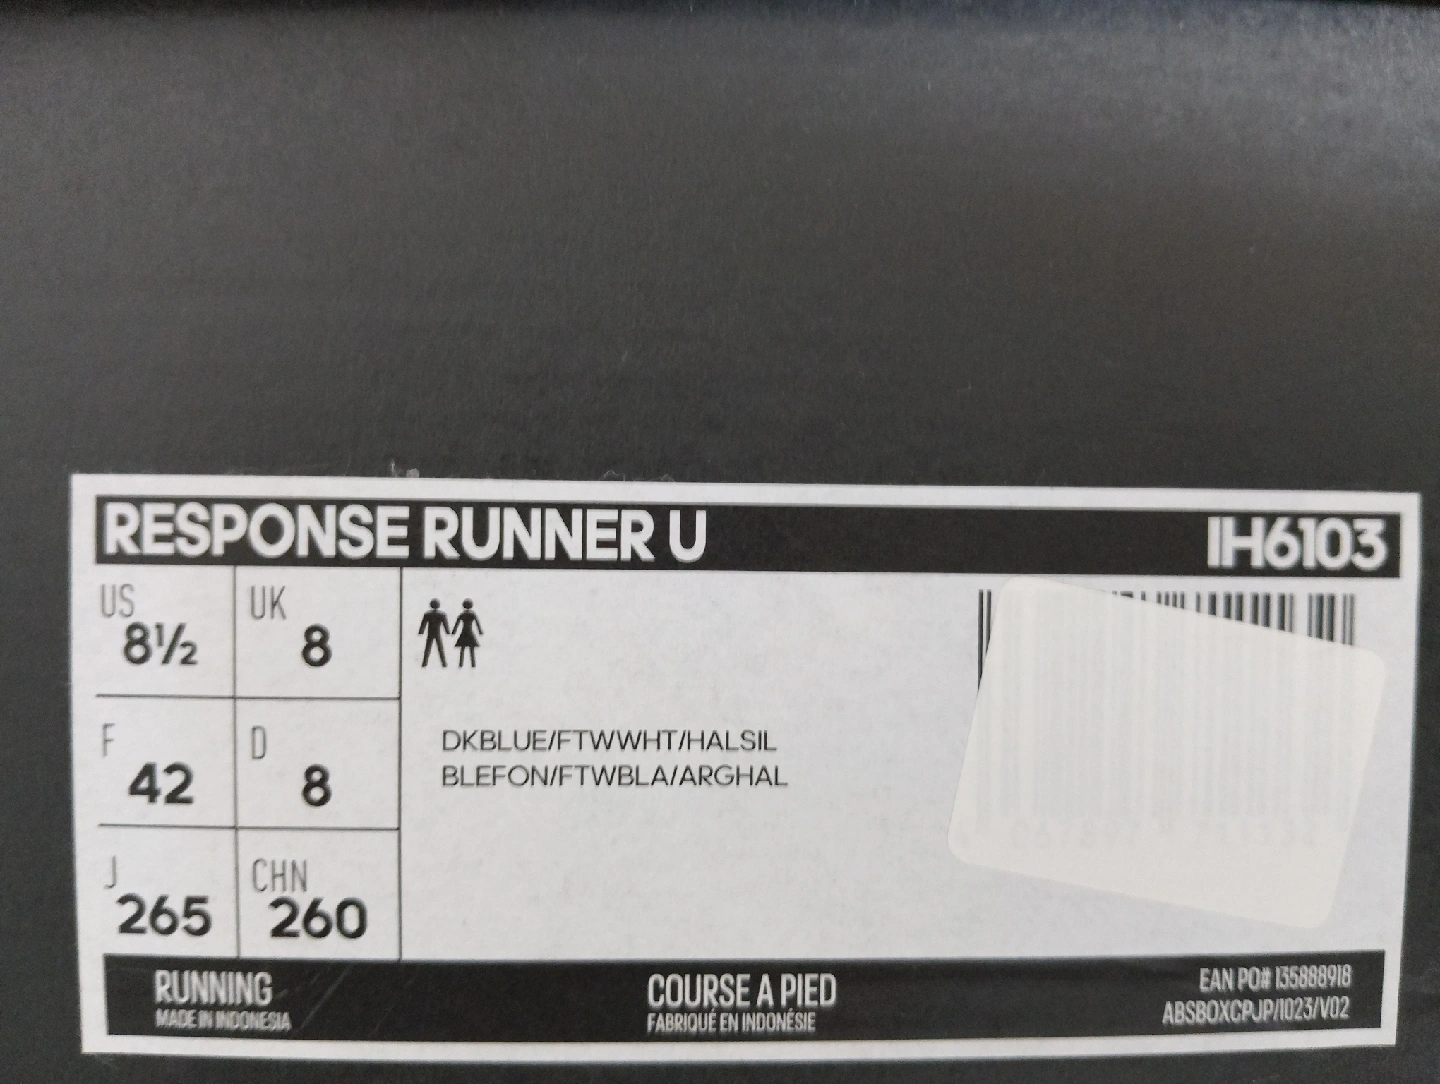 RESPONSE RUNNER U IH6103
US 8½ UK 8
F 42 D 8
J 265 CHN 260
DKBLUE/FTWWHT/HALSIL
BLEFON/FTWBLA/ARGHAL
RUNNING
MADE IN INDONESIA
COURSE A PIED
FABRIQUÉ EN INDONÉSIE
EAN PO# 135888918
ABSBOXCPJP/1023/V02